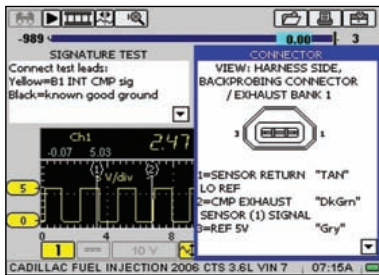 -989
0.00
3
SIGNATURE TEST
Connect test leads:
Yellow=B1 INT CMP sig
Black=known good ground
Ch1
2.47
-0.07 5.03
1
2
V/div
5
0
0 4 8
1
10 V
CONNECTOR
VIEW: HARNESS SIDE,
BACKPROBING CONNECTOR
/EXHAUST BANK 1
3
1
1=SENSOR RETURN "TAN"
LO REF
2=CMP EXHAUST "DkGrn"
SENSOR (1) SIGNAL
3=REF 5V "Gry"
CADILLAC FUEL INJECTION 2006 CTS 3.6L VIN 7
07:15A